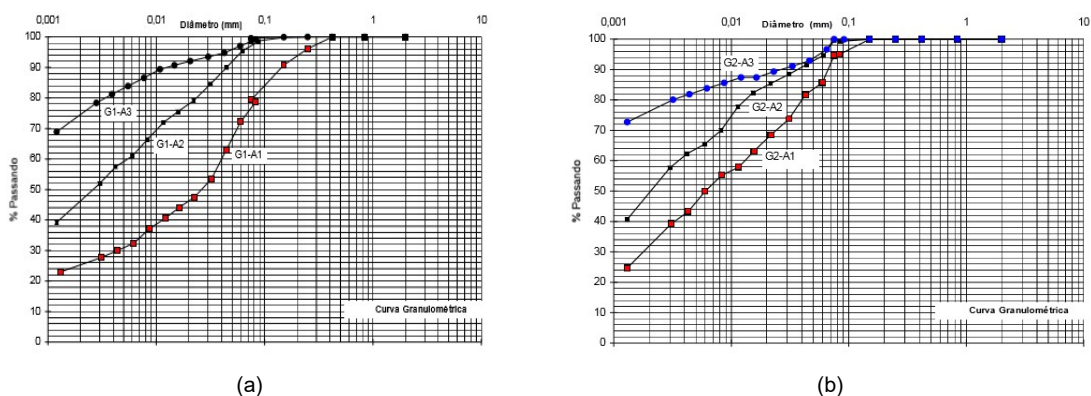 0,001 0,01 Diâmetro (mm) 0,1 1 10
100
90
80
70
60
50
40
30
20
10
0
% Passando
G1-A3
G1-A2
G1-A1
Curva Granulométrica
(a)
0,001 0,01 Diâmetro (mm) 0,1 1 10
100
90
80
70
60
50
40
30
20
10
0
% Passando
G2-A3
G2-A2
G2-A1
Curva Granulométrica
(b)